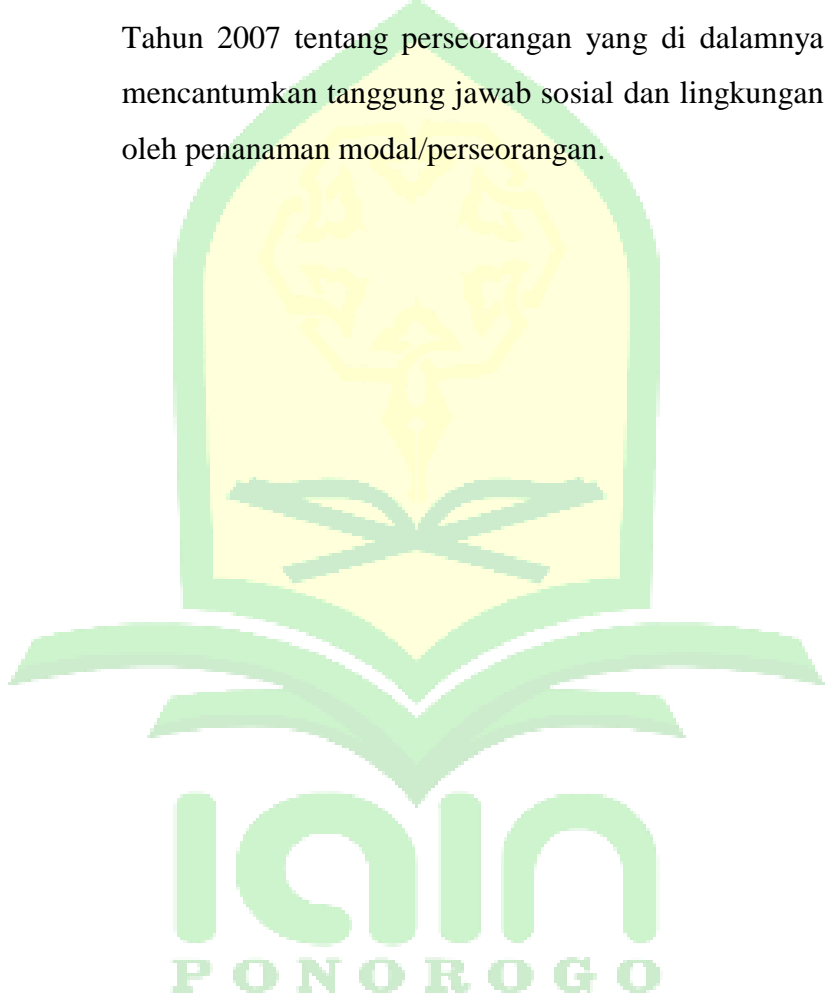 Tahun 2007 tentang perseorangan yang di dalamnya
mencantumkan tanggung jawab sosial dan lingkungan
oleh penanaman modal/perseorangan.
iain
PONOROGO